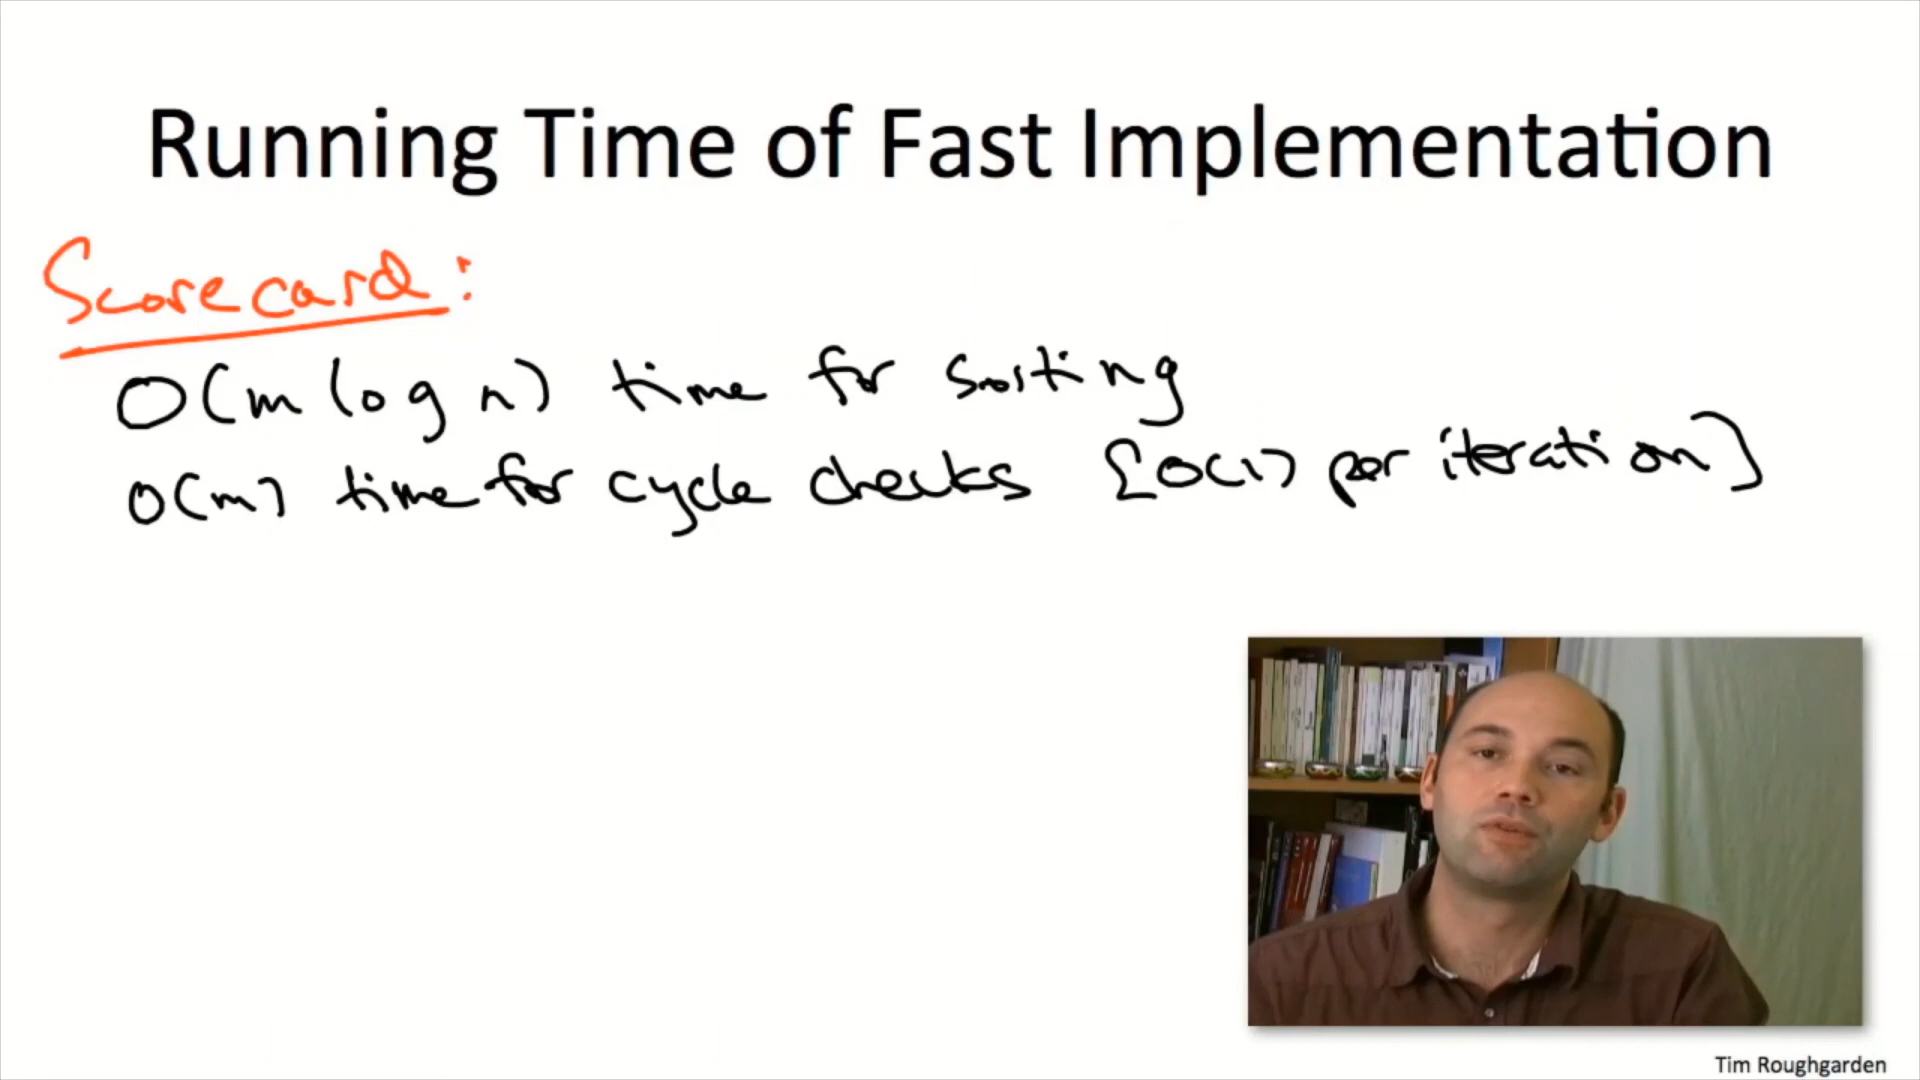 Running Time of Fast Implementation
Scorecard:
O(m log n) time for sorting
O(m) time for cycle checks [O(1) per iteration]
Tim Roughgarden